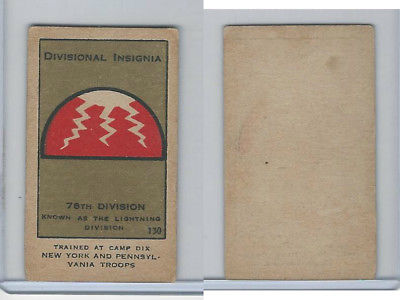 DIVISIONAL INSIGNIA
78TH DIVISION
KNOWN AS THE LIGHTNING
DIVISION
130
TRAINED AT CAMP DIX
NEW YORK AND PENNSYL-
VANIA TROOPS